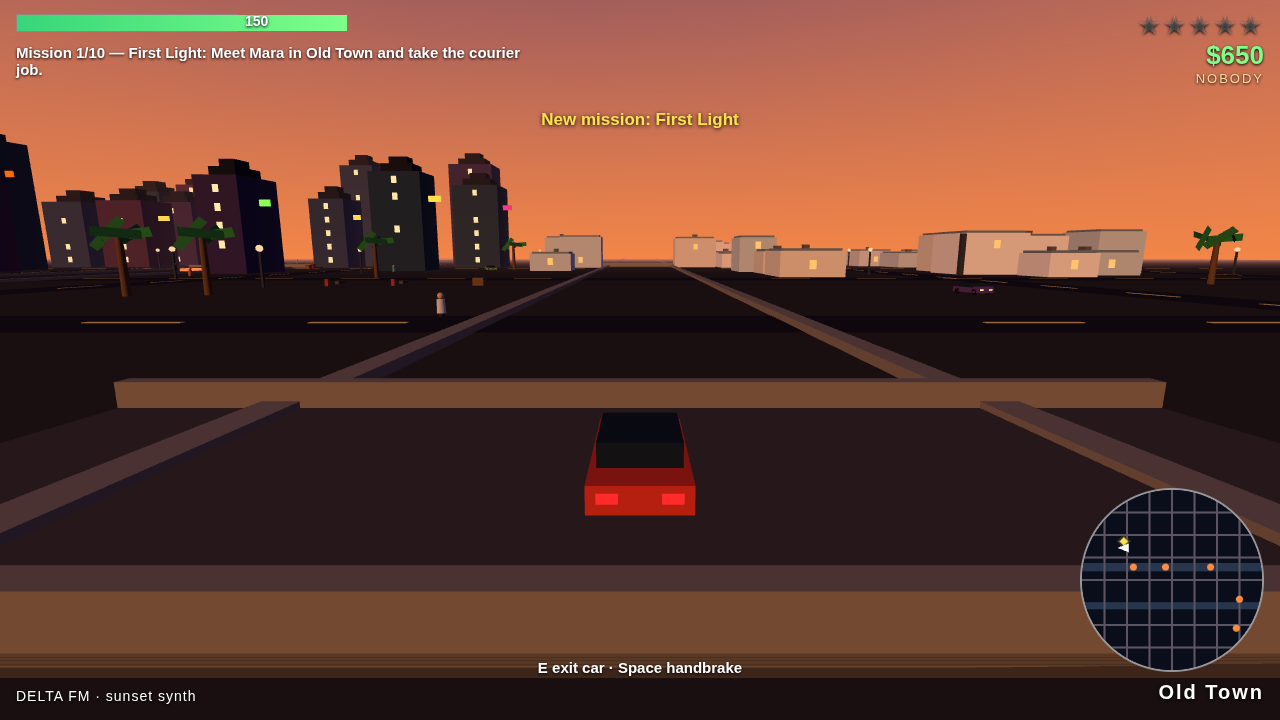 150
Mission 1/10 — First Light: Meet Mara in Old Town and take the courier
job.
$650
NOBODY
New mission: First Light
E exit car · Space handbrake
DELTA FM · sunset synth
Old Town